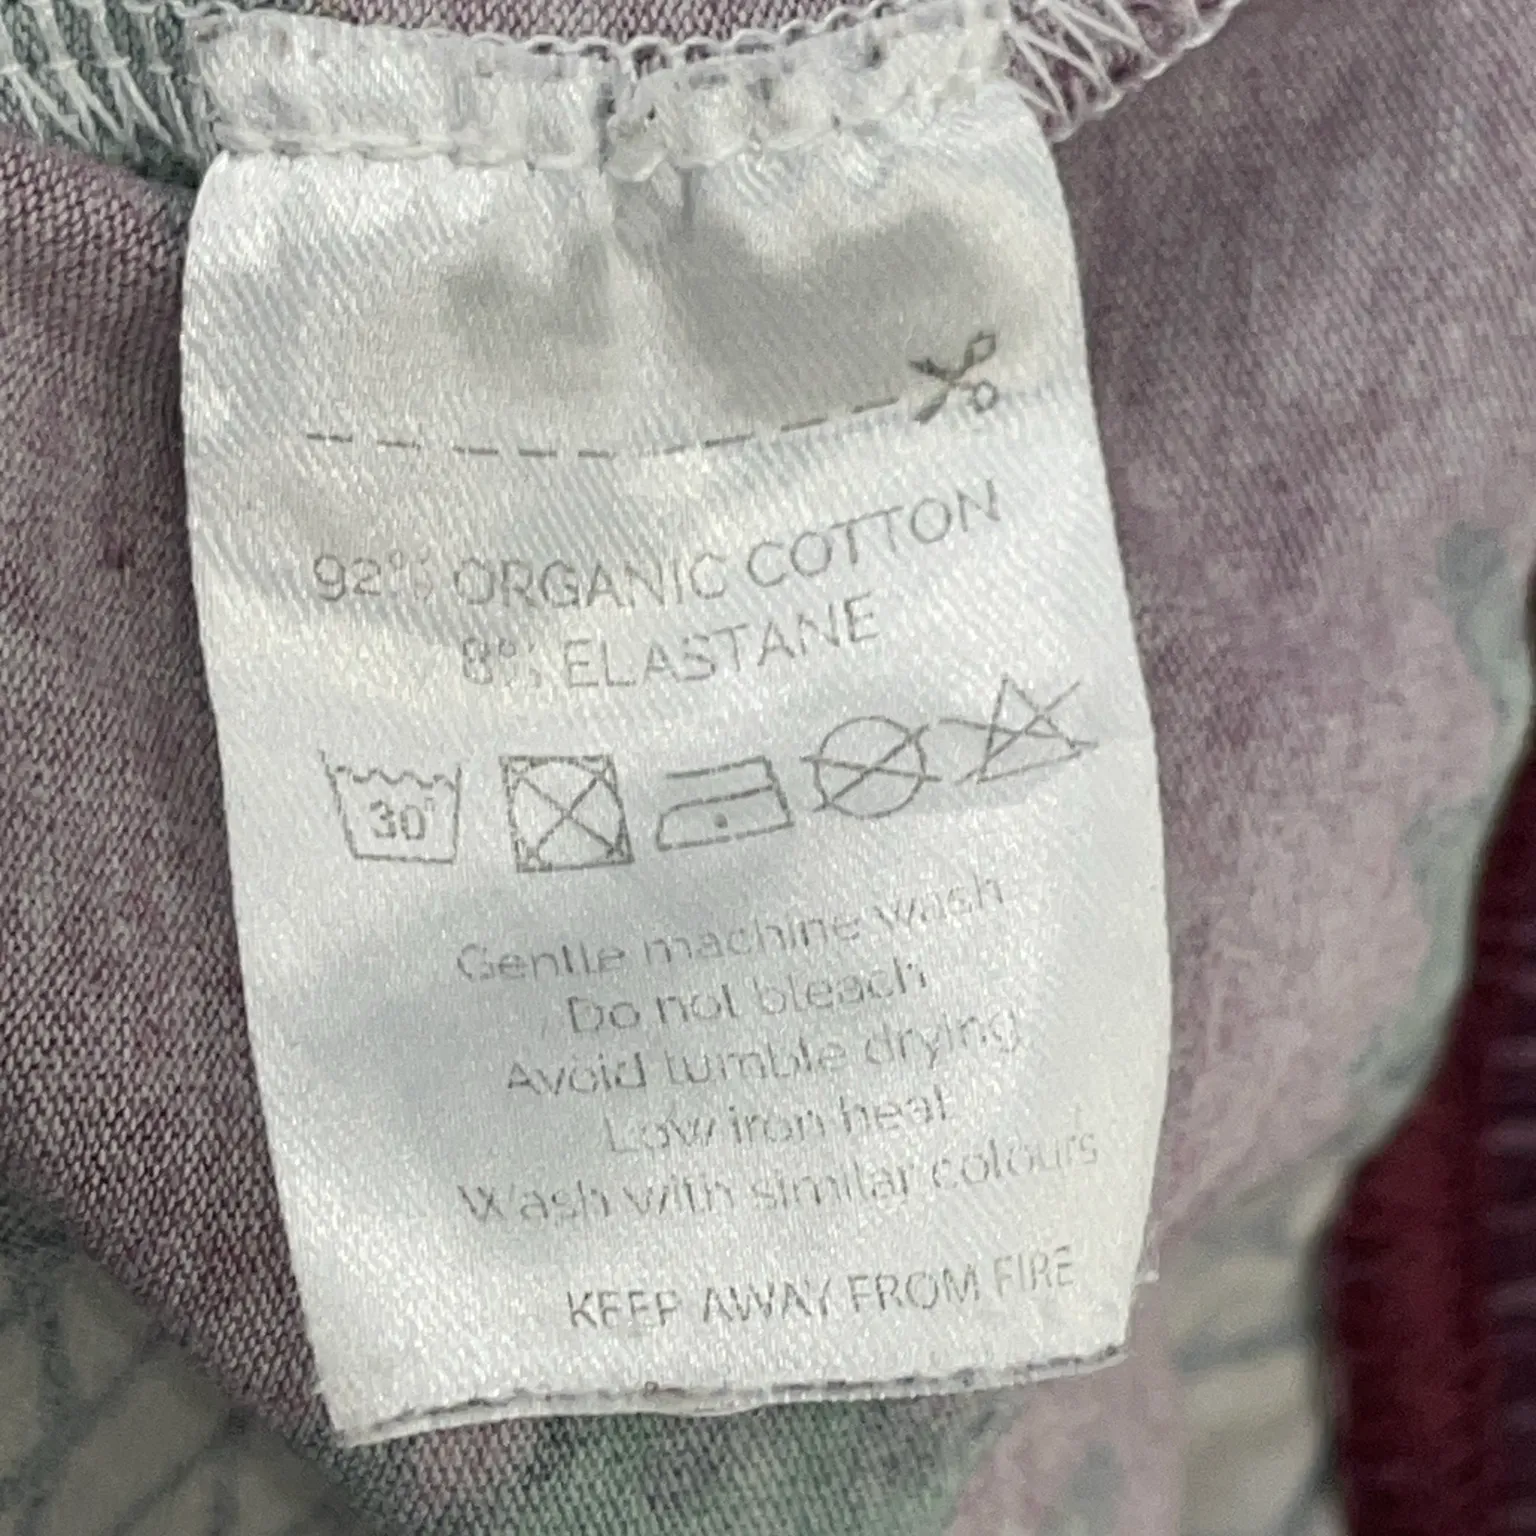 92% ORGANIC COTTON
8% ELASTANE
30°
Gentle machine wash
Do not bleach
Avoid tumble drying
Low iron heat
Wash with similar colours
KEEP AWAY FROM FIRE